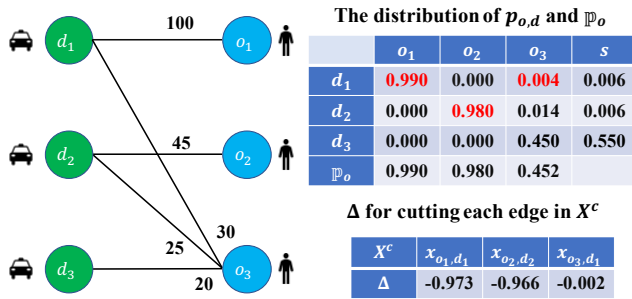 d₁ 100 o₁
d₂ 45 o₂
30
25
d₃ 20 o₃
The distribution of p_{o,d} and ℙ_o
o₁ o₂ o₃ s
d₁ 0.990 0.000 0.004 0.006
d₂ 0.000 0.980 0.014 0.006
d₃ 0.000 0.000 0.450 0.550
ℙ_o 0.990 0.980 0.452
Δ for cutting each edge in X^c
X^c x_{o₁,d₁} x_{o₂,d₂} x_{o₃,d₁}
Δ -0.973 -0.966 -0.002